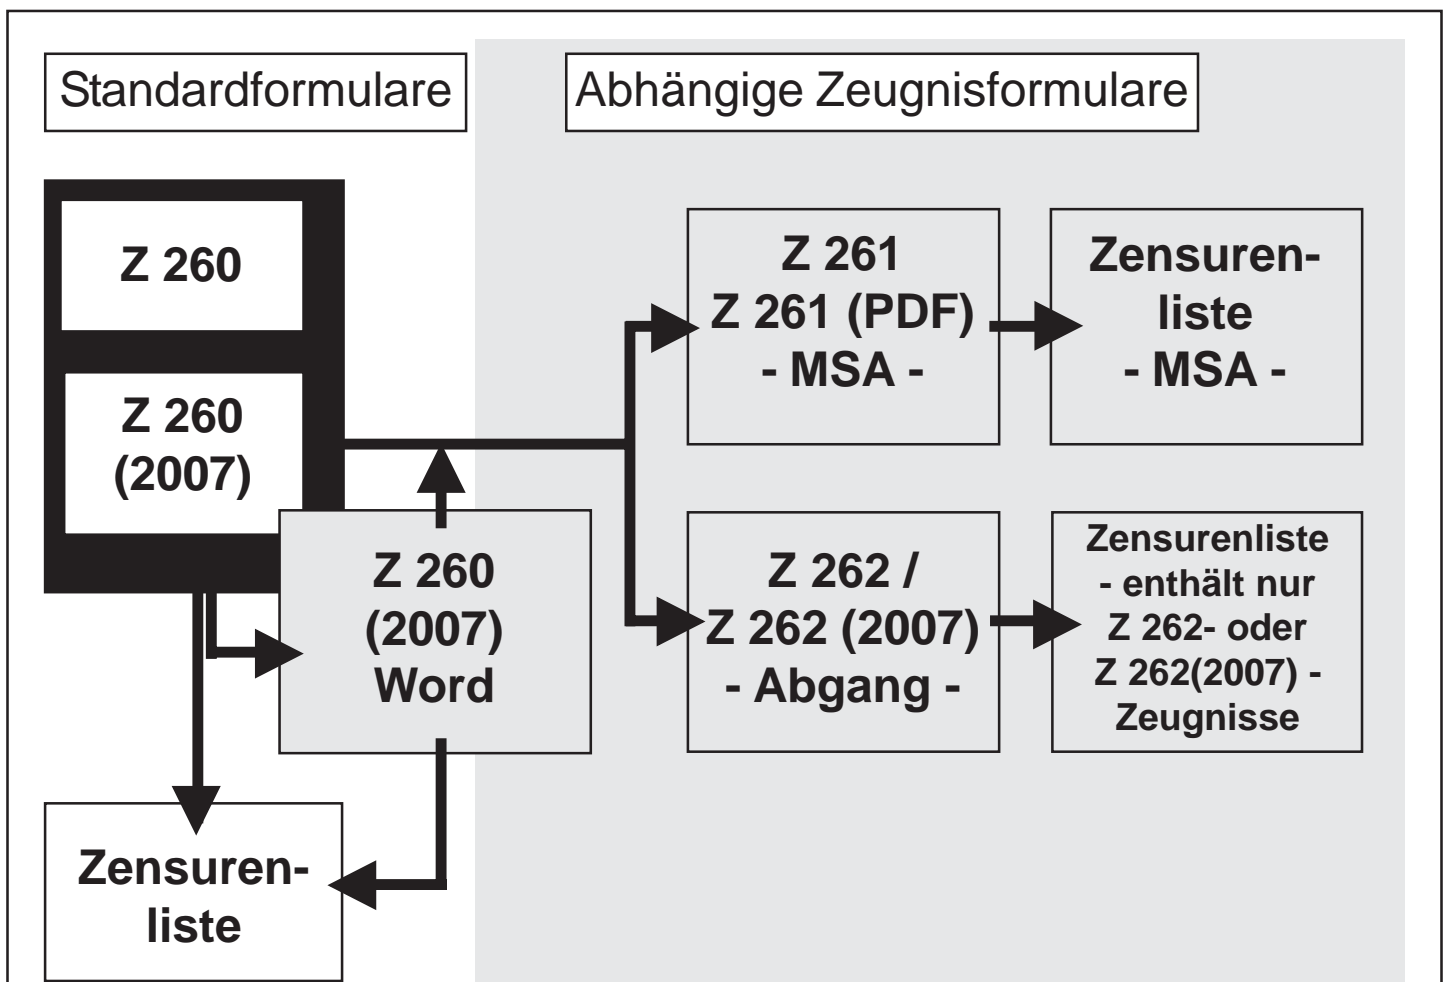 Standardformulare
Abhängige Zeugnisformulare
Z 260
Z 260
(2007)
Z 260
(2007)
Word
Zensuren-
liste
Z 261
Z 261 (PDF)
- MSA -
Zensuren-
liste
- MSA -
Z 262 /
Z 262 (2007)
- Abgang -
Zensurenliste
- enthält nur
Z 262- oder
Z 262(2007) -
Zeugnisse